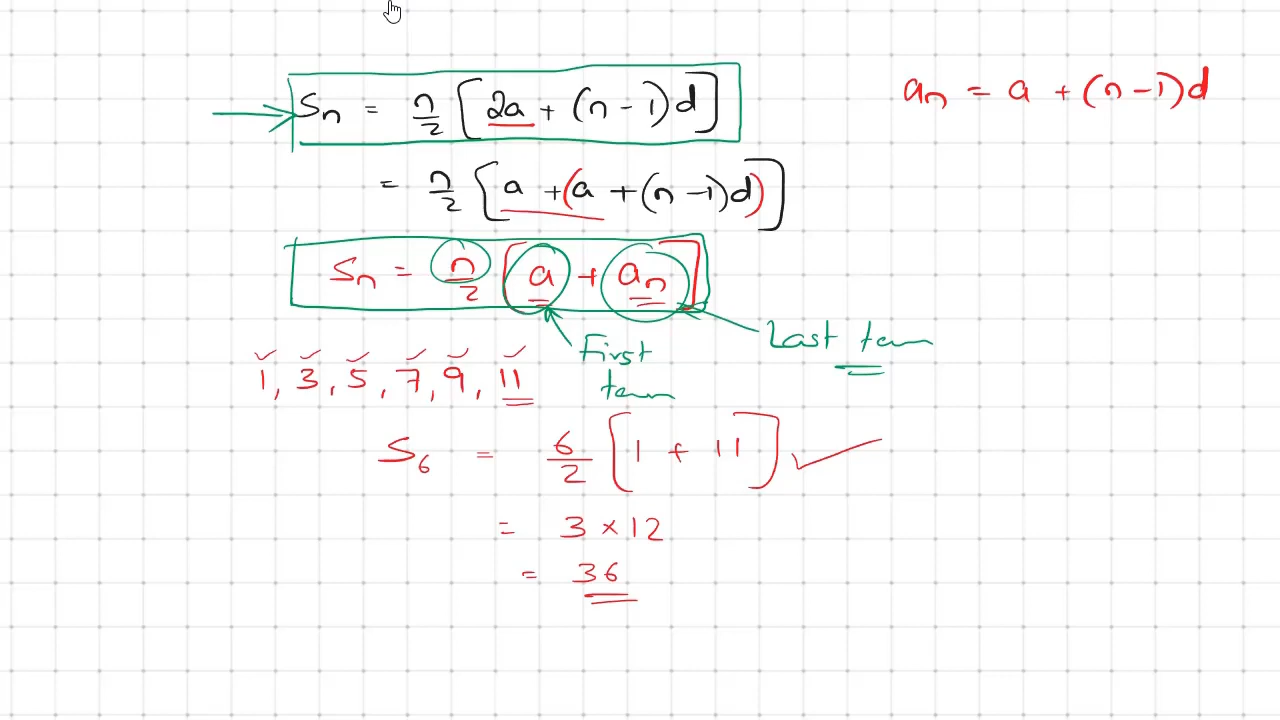 Sn = n/2 [2a + (n - 1)d]
an = a + (n - 1)d
= n/2 [a + (a + (n - 1)d)]
Sn = n/2 [a + an]
Last term
First
term
1, 3, 5, 7, 9, 11
S6 = 6/2 [1 + 11]
= 3 × 12
= 36